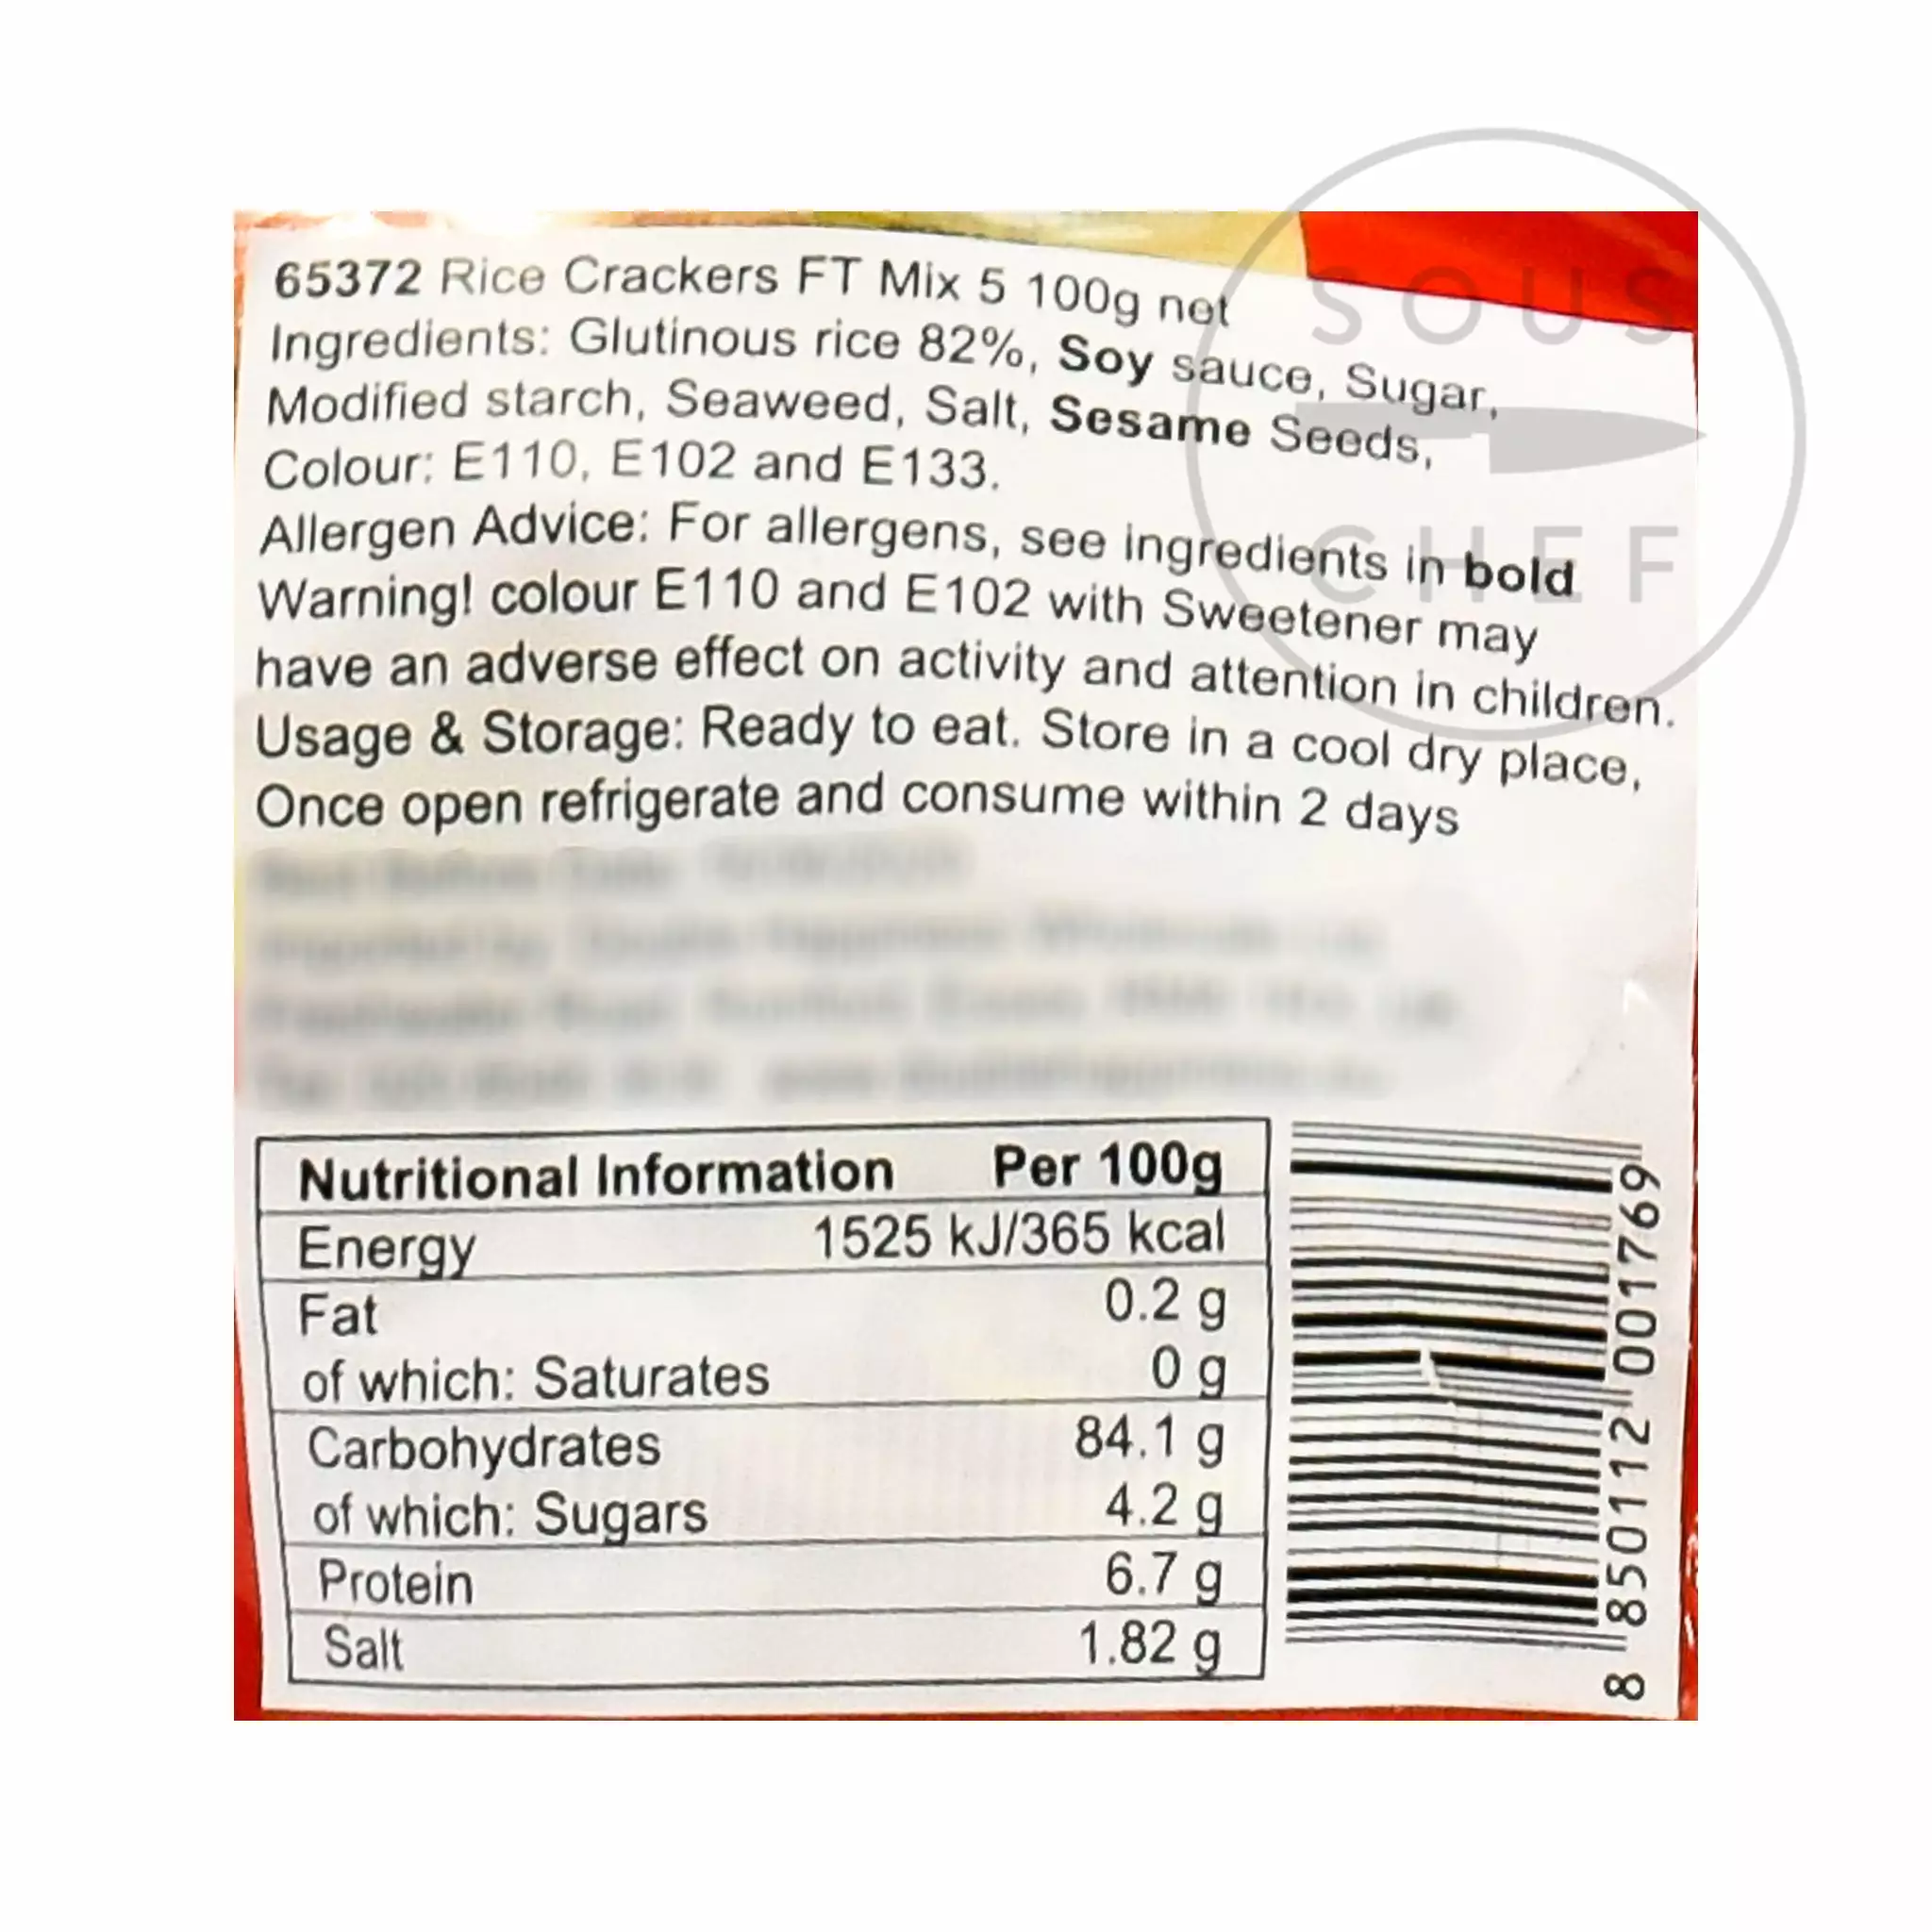 SOUS
CHEF
65372 Rice Crackers FT Mix 5 100g net
Ingredients: Glutinous rice 82%, Soy sauce, Sugar,
Modified starch, Seaweed, Salt, Sesame Seeds,
Colour: E110, E102 and E133.
Allergen Advice: For allergens, see ingredients in bold
Warning! colour E110 and E102 with Sweetener may
have an adverse effect on activity and attention in children.
Usage & Storage: Ready to eat. Store in a cool dry place,
Once open refrigerate and consume within 2 days
Nutritional Information Per 100g
Energy 1525 kJ/365 kcal
Fat 0.2 g
of which: Saturates 0 g
Carbohydrates 84.1 g
of which: Sugars 4.2 g
Protein 6.7 g
Salt 1.82 g
8 850112 001769